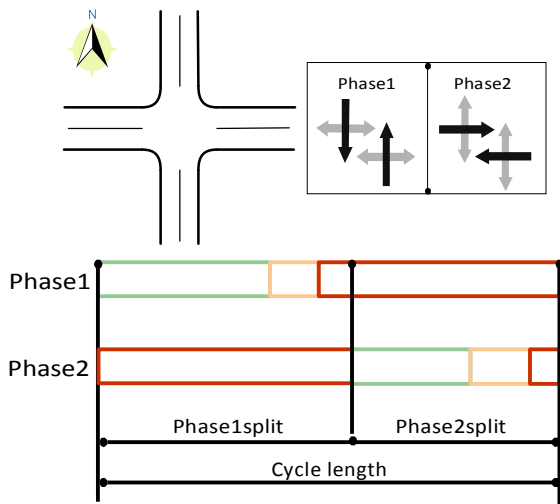 N
Phase1
Phase2
Phase1
Phase2
Phase1split
Phase2split
Cycle length